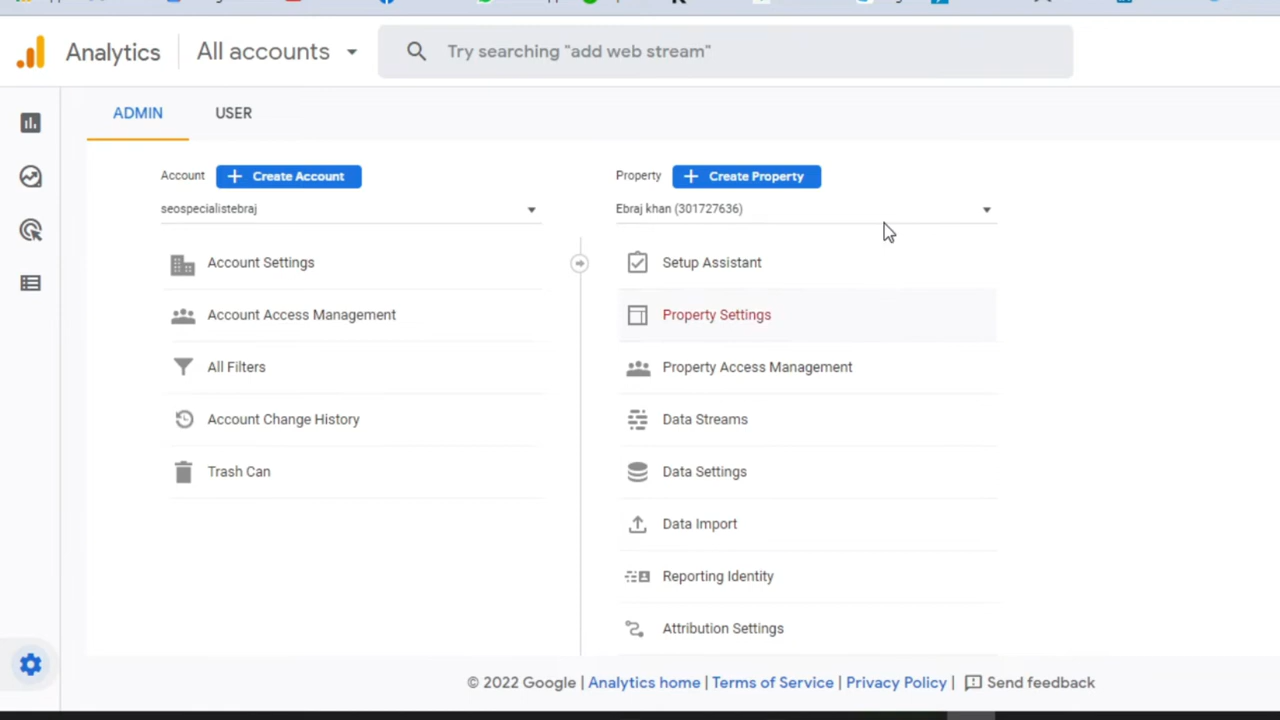 Analytics
All accounts
Try searching "add web stream"
ADMIN
USER
Account
Create Account
seospecialistebraj
Account Settings
Account Access Management
All Filters
Account Change History
Trash Can
Property
Create Property
Ebraj khan (301727636)
Setup Assistant
Property Settings
Property Access Management
Data Streams
Data Settings
Data Import
Reporting Identity
Attribution Settings
© 2022 Google | Analytics home | Terms of Service | Privacy Policy | Send feedback